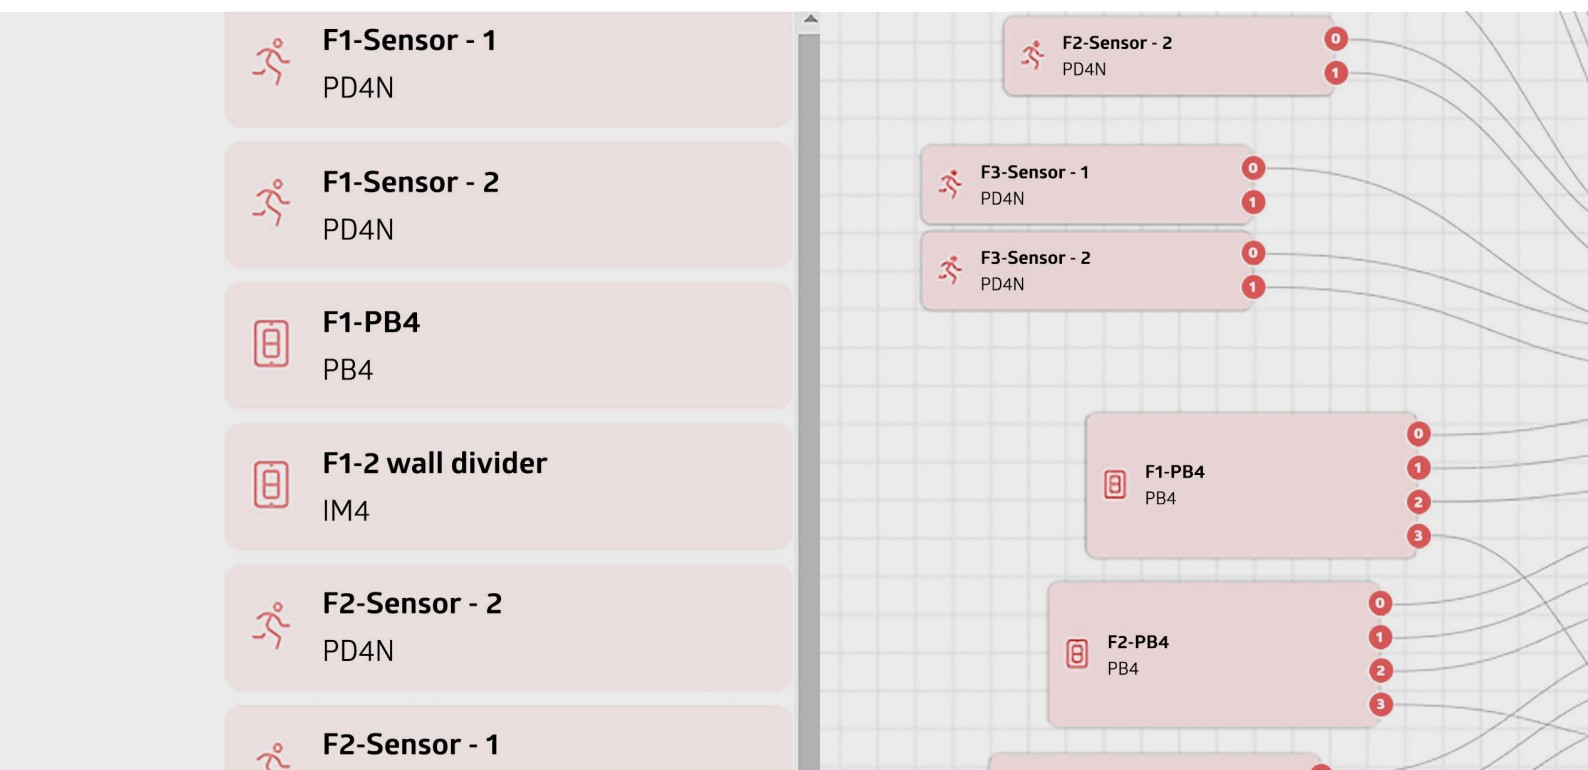 F1-Sensor - 1
PD4N
F1-Sensor - 2
PD4N
F1-PB4
PB4
F1-2 wall divider
IM4
F2-Sensor - 2
PD4N
F2-Sensor - 1
F2-Sensor - 2
PD4N
0
1
F3-Sensor - 1
PD4N
0
1
F3-Sensor - 2
PD4N
0
1
F1-PB4
PB4
0
1
2
3
F2-PB4
PB4
0
1
2
3